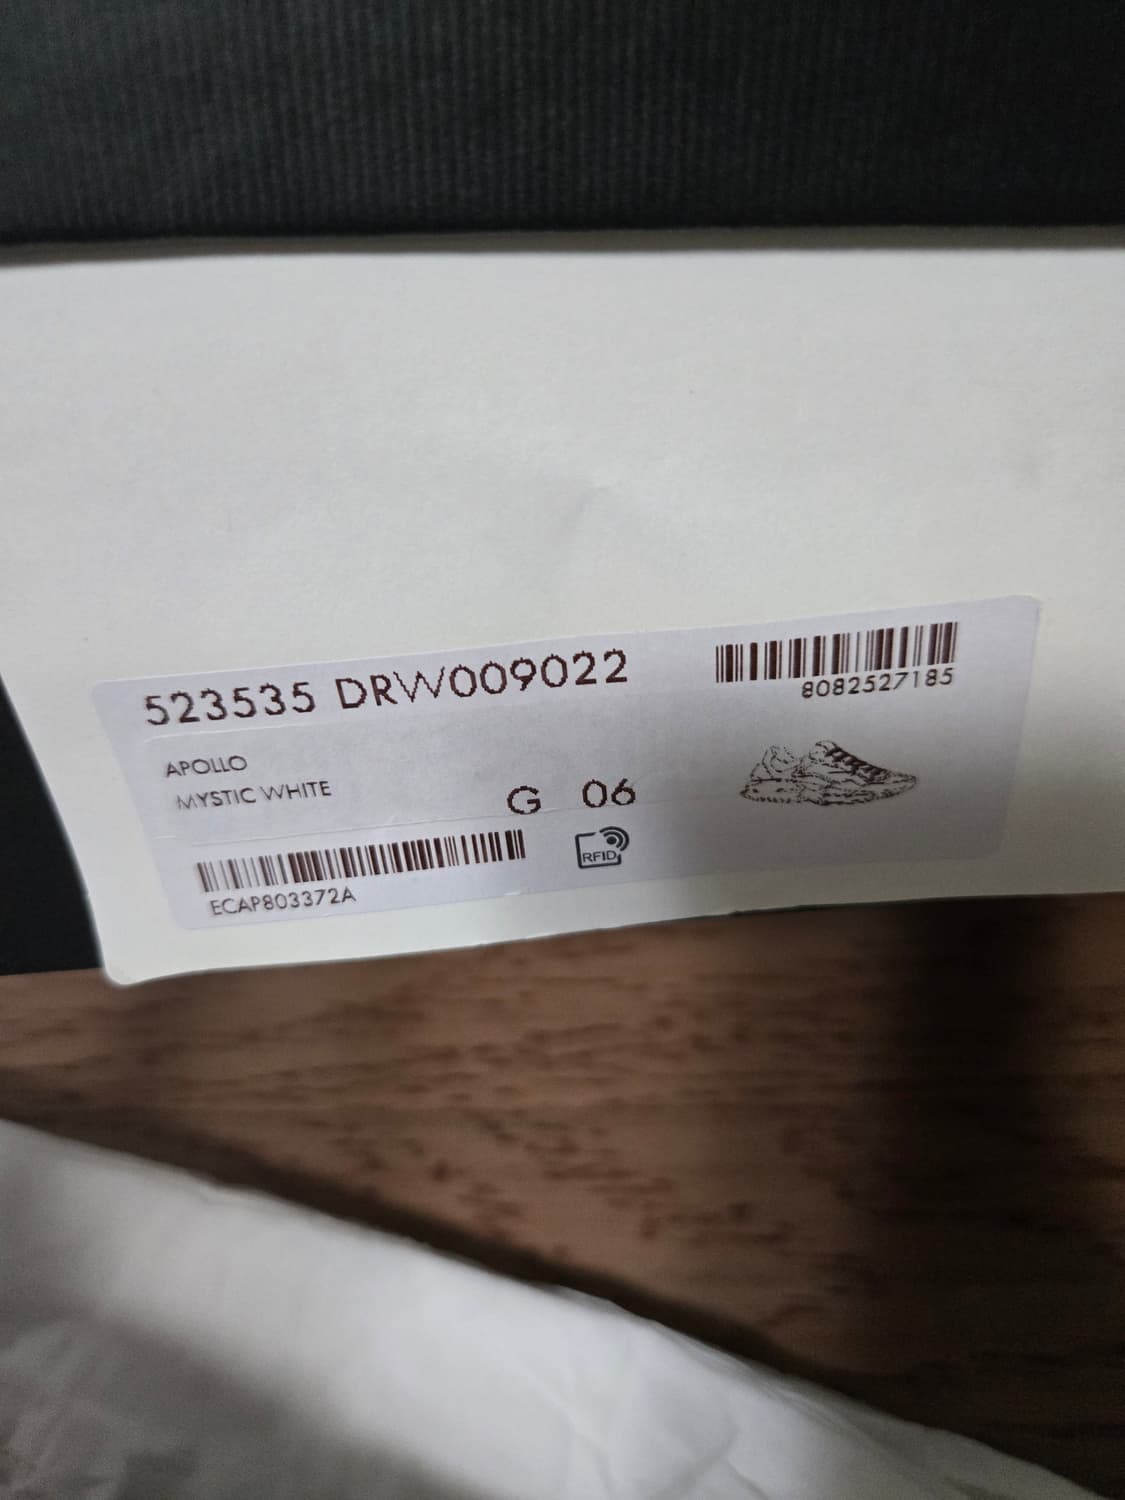 523535 DRW009022
8082527185
APOLLO
MYSTIC WHITE
G 06
RFID
ECAP803372A